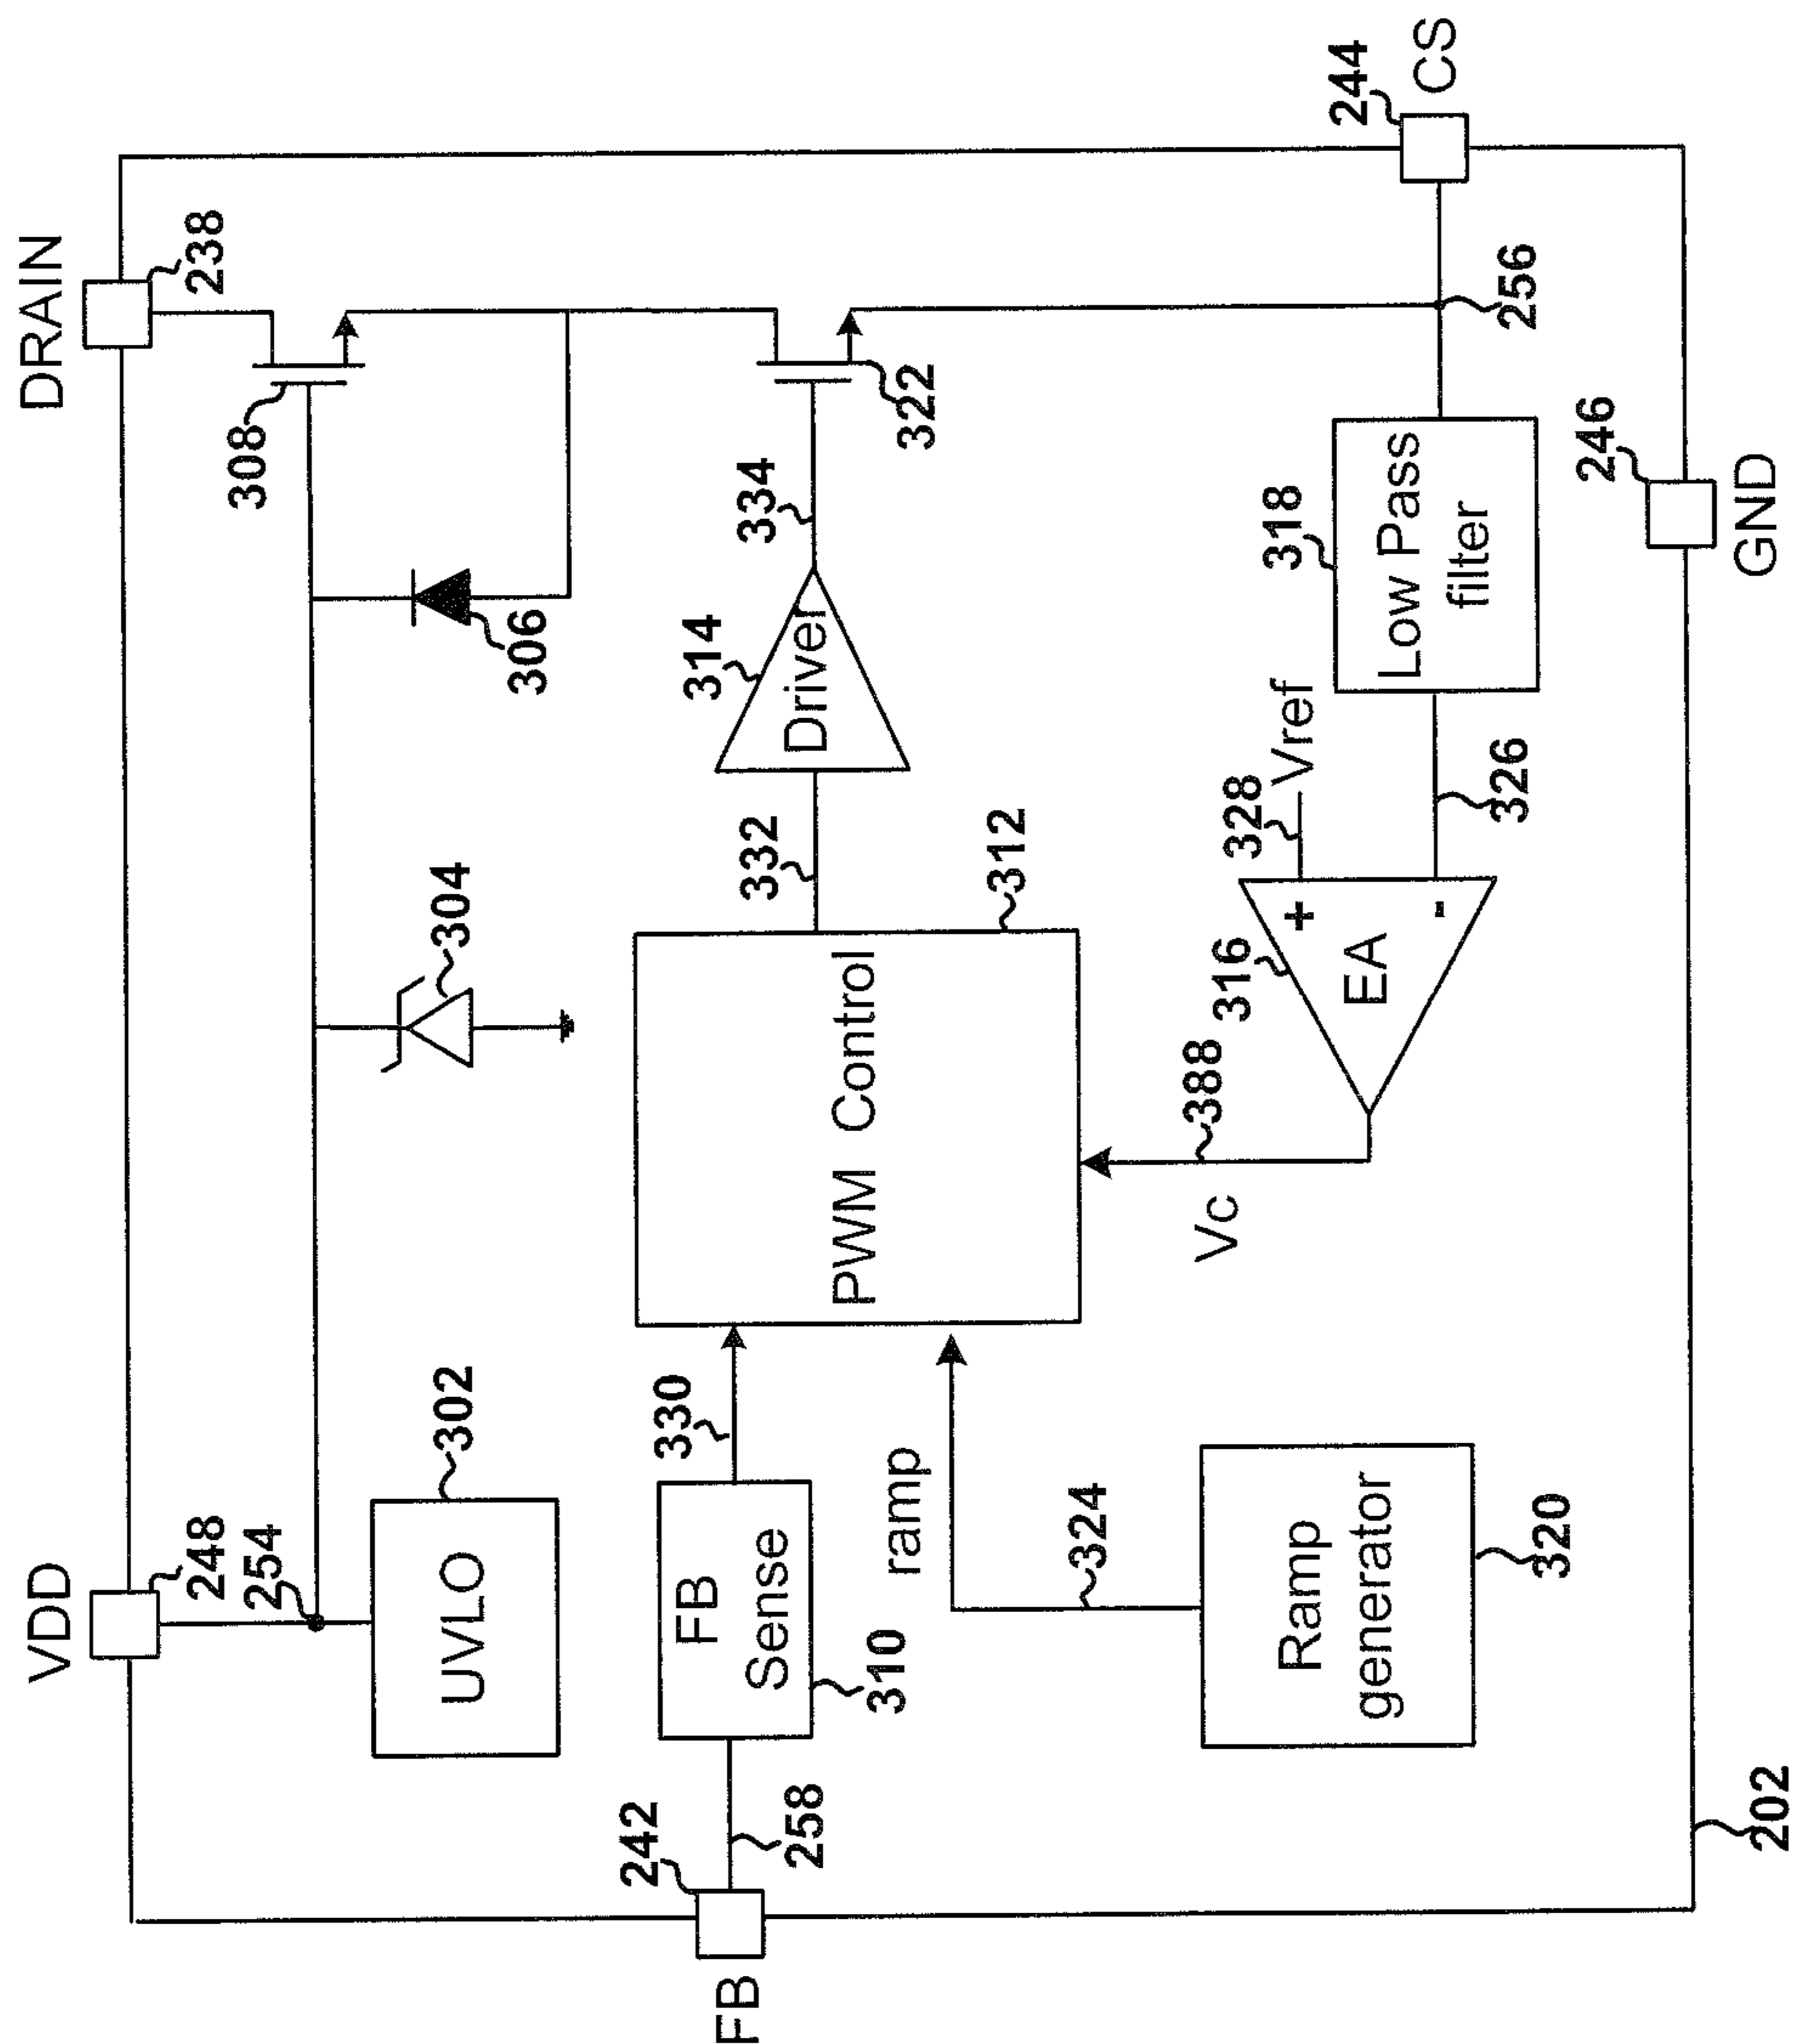 VDD
DRAIN
248
238
254
308
302
UVLO
304
306
FB
242
258
FB
Sense
310
330
332
314
334
Driver
322
PWM Control
312
ramp
324
Ramp
generator
320
Vc
388
316
EA
+
-
328
Vref
326
318
Low Pass
filter
256
244
CS
246
GND
202